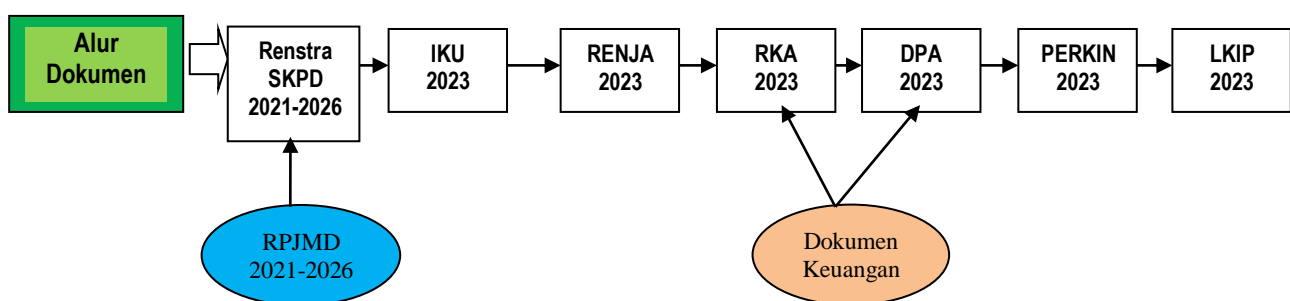 Alur
Dokumen
Renstra
SKPD
2021-2026
IKU
2023
RENJA
2023
RKA
2023
DPA
2023
PERKIN
2023
LKIP
2023
RPJMD
2021-2026
Dokumen
Keuangan